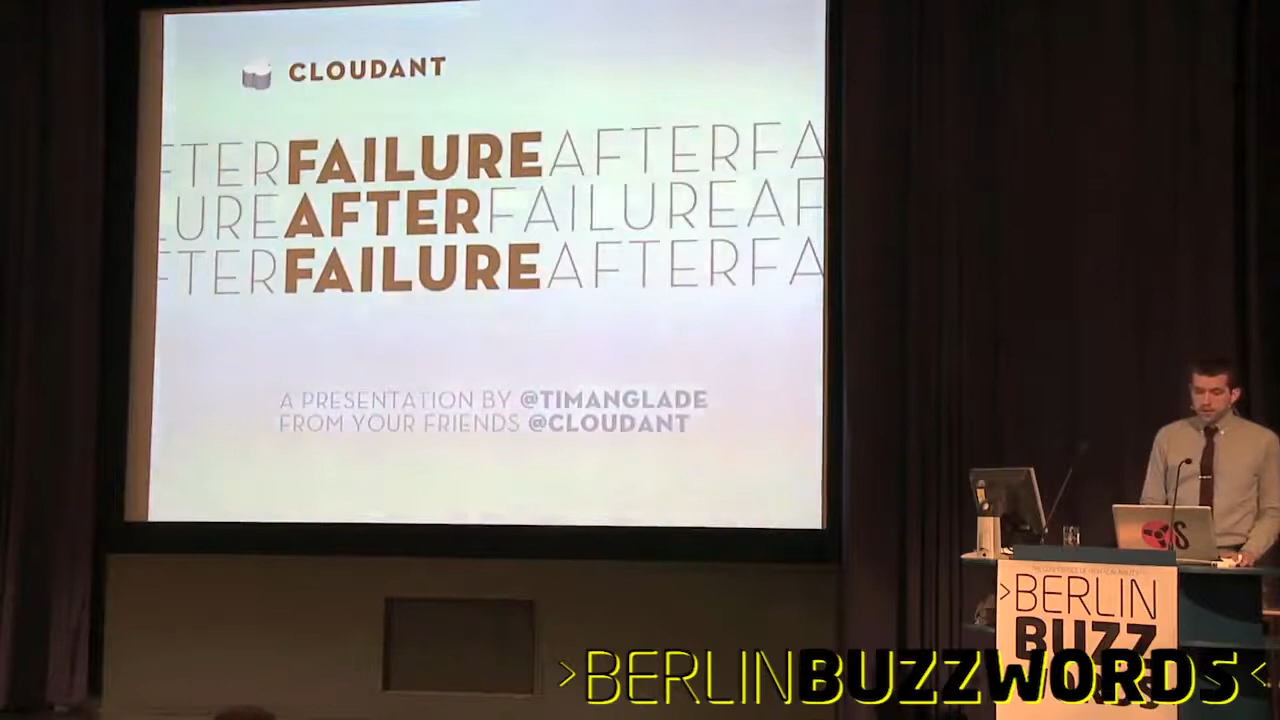 CLOUDANT
FTERFAILUREAFTERFA
LUREAFTERFAILUREAF
FTERFAILUREAFTERFA
A PRESENTATION BY @TIMANGLADE
FROM YOUR FRIENDS @CLOUDANT
>BERLIN
BUZZ
>BERLINBUZZWORDS<